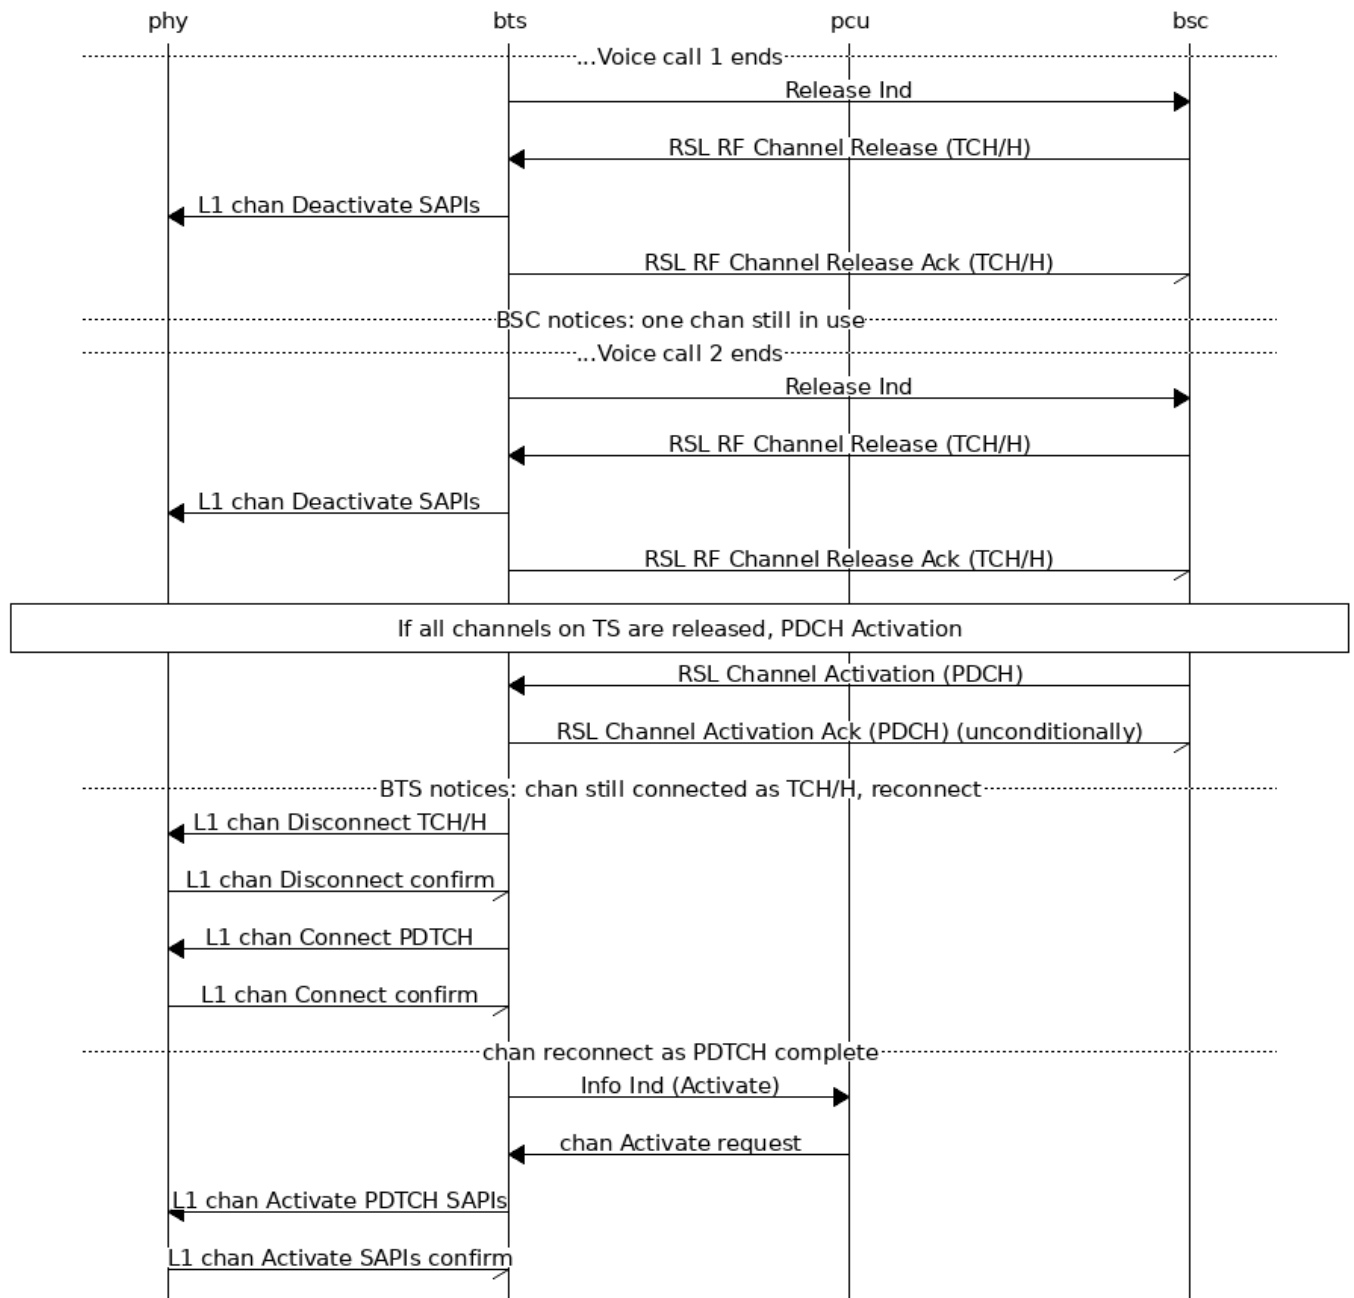 phy bts pcu bsc
...Voice call 1 ends
Release Ind
RSL RF Channel Release (TCH/H)
L1 chan Deactivate SAPIs
RSL RF Channel Release Ack (TCH/H)
BSC notices: one chan still in use
...Voice call 2 ends
Release Ind
RSL RF Channel Release (TCH/H)
L1 chan Deactivate SAPIs
RSL RF Channel Release Ack (TCH/H)
If all channels on TS are released, PDCH Activation
RSL Channel Activation (PDCH)
RSL Channel Activation Ack (PDCH) (unconditionally)
BTS notices: chan still connected as TCH/H, reconnect
L1 chan Disconnect TCH/H
L1 chan Disconnect confirm
L1 chan Connect PDTCH
L1 chan Connect confirm
chan reconnect as PDTCH complete
Info Ind (Activate)
chan Activate request
L1 chan Activate PDTCH SAPIs
L1 chan Activate SAPIs confirm